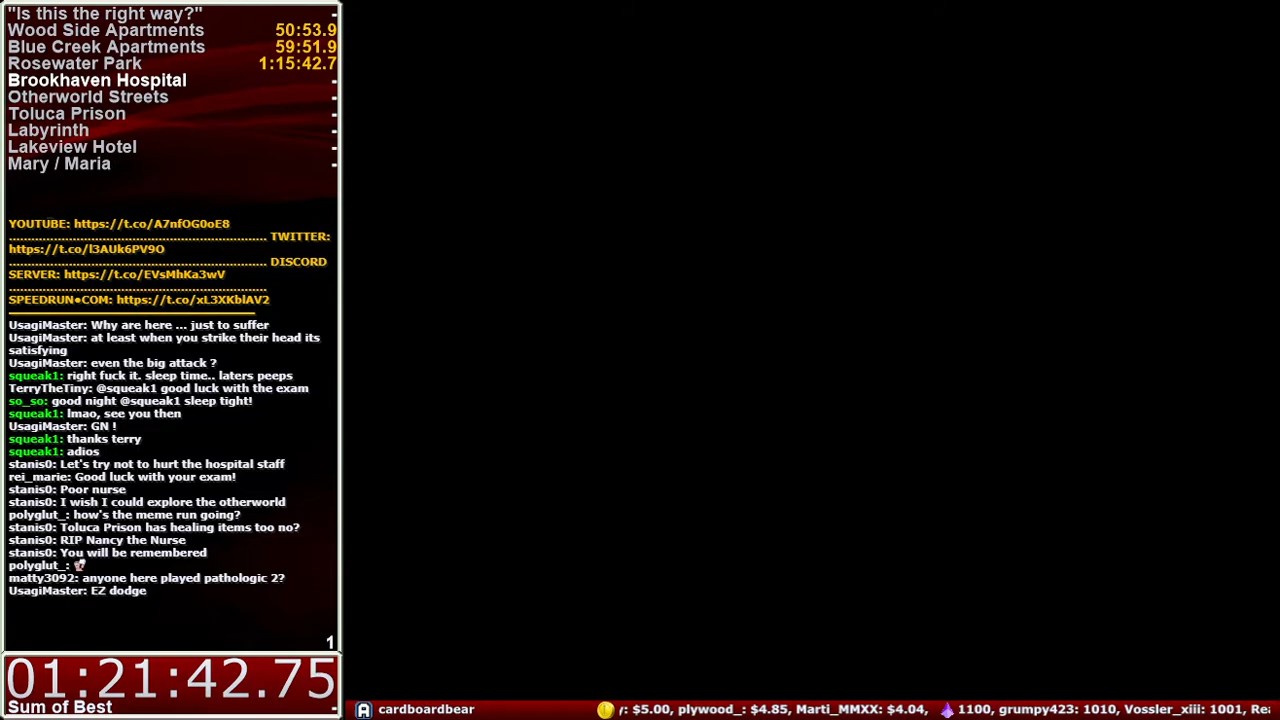 "Is this the right way?" -
Wood Side Apartments 50:53.9
Blue Creek Apartments 59:51.9
Rosewater Park 1:15:42.7
Brookhaven Hospital -
Otherworld Streets -
Toluca Prison -
Labyrinth -
Lakeview Hotel -
Mary / Maria -
YOUTUBE: https://t.co/A7nfOG0oE8
...................................................................... TWITTER:
https://t.co/l3AUk6PV9O
...................................................................... DISCORD
SERVER: https://t.co/EVsMhKa3wV
......................................................................
SPEEDRUN●COM: https://t.co/xL3XKblAV2
UsagiMaster: Why are here ... just to suffer
UsagiMaster: at least when you strike their head its
satisfying
UsagiMaster: even the big attack ?
squeak1: right fuck it. sleep time.. laters peeps
TerryTheTiny: @squeak1 good luck with the exam
so_so: good night @squeak1 sleep tight!
squeak1: lmao, see you then
UsagiMaster: GN !
squeak1: thanks terry
squeak1: adios
stanis0: Let's try not to hurt the hospital staff
rei_marie: Good luck with your exam!
stanis0: Poor nurse
stanis0: I wish I could explore the otherworld
polyglut_: how's the meme run going?
stanis0: Toluca Prison has healing items too no?
stanis0: RIP Nancy the Nurse
stanis0: You will be remembered
polyglut_:
matty3092: anyone here played pathologic 2?
UsagiMaster: EZ dodge
1
01:21:42.75
Sum of Best -
cardboardbear y: $5.00, plywood_: $4.85, Marti_MMXX: $4.04, 1100, grumpy423: 1010, Vossler_xiii: 1001, Rea